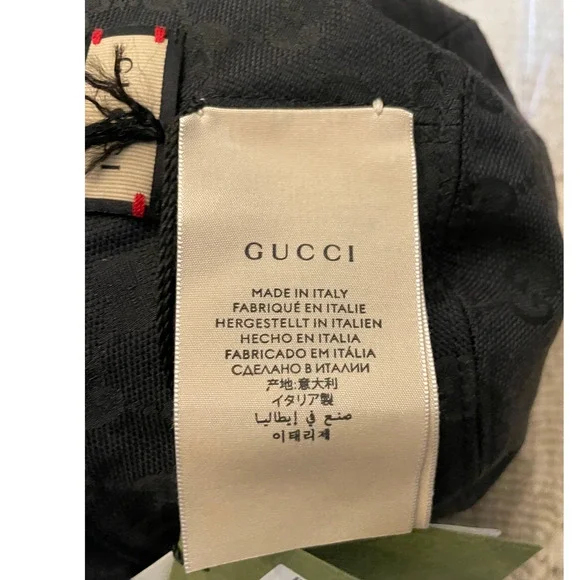 GUCCI
MADE IN ITALY
FABRIQUÉ EN ITALIE
HERGESTELLT IN ITALIEN
HECHO EN ITALIA
FABRICADO EM ITÁLIA
СДЕЛАНО В ИТАЛИИ
产地:意大利
イタリア製
صنع في إيطاليا
이태리제